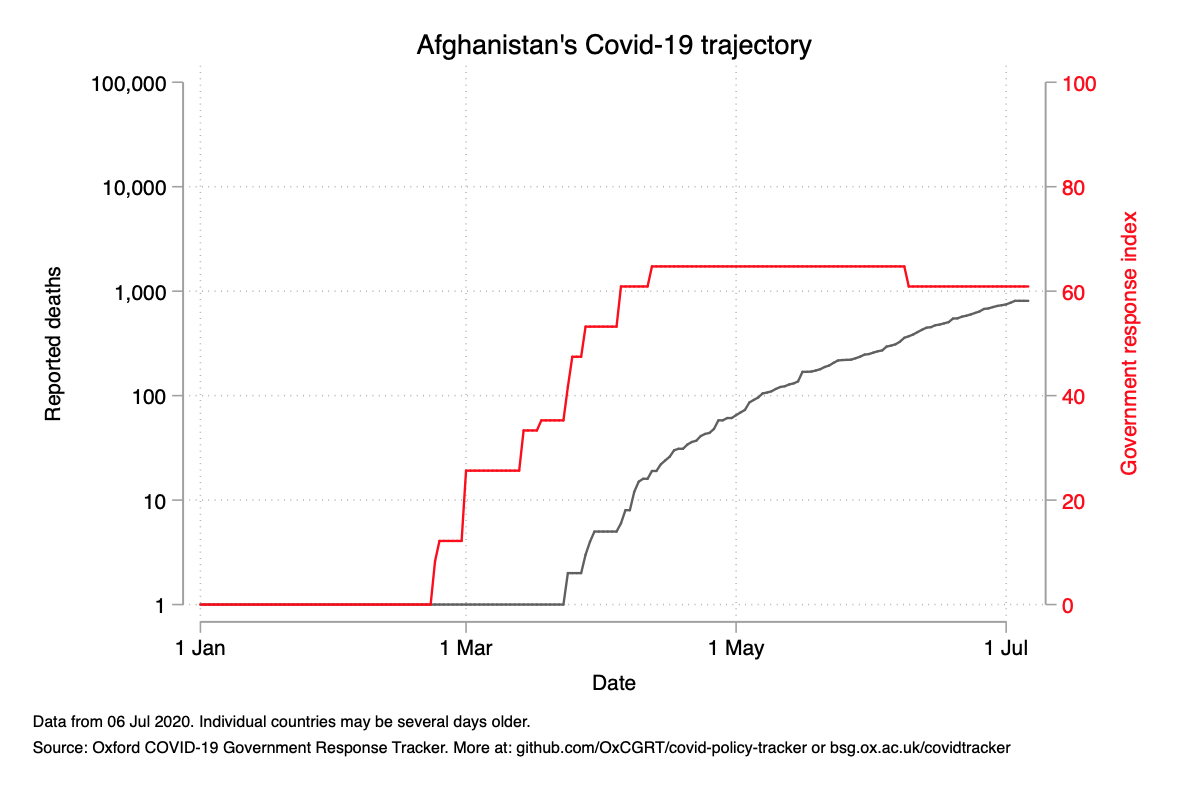 Afghanistan's Covid-19 trajectory
100,000
10,000
1,000
100
10
1
Reported deaths
100
80
60
40
20
0
Government response index
1 Jan
1 Mar
1 May
1 Jul
Date
Data from 06 Jul 2020. Individual countries may be several days older.
Source: Oxford COVID-19 Government Response Tracker. More at: github.com/OxCGRT/covid-policy-tracker or bsg.ox.ac.uk/covidtracker